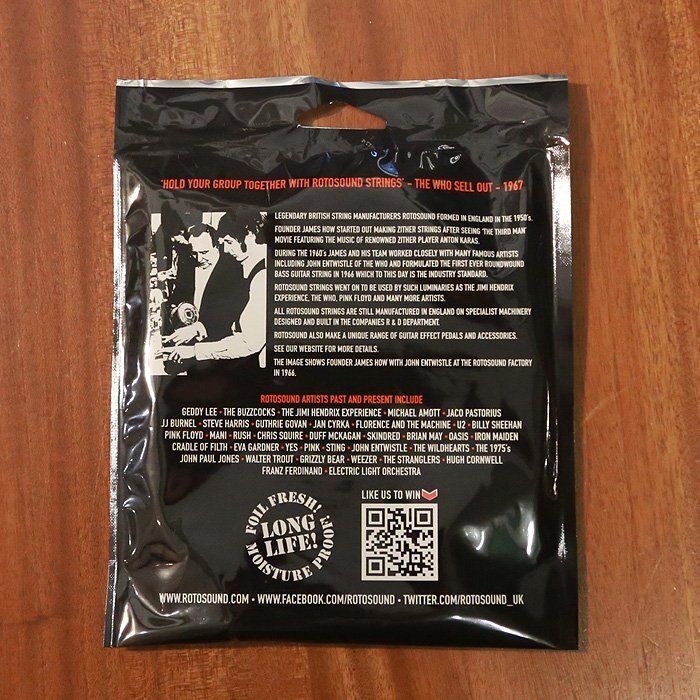 'HOLD YOUR GROUP TOGETHER WITH ROTOSOUND STRINGS' - THE WHO SELL OUT - 1967
LEGENDARY BRITISH STRING MANUFACTURERS ROTOSOUND FORMED IN ENGLAND IN THE 1950's.
FOUNDER JAMES HOW STARTED OUT MAKING ZITHER STRINGS AFTER SEEING 'THE THIRD MAN'
MOVIE FEATURING THE MUSIC OF RENOWNED ZITHER PLAYER ANTON KARAS.
DURING THE 1960's JAMES AND HIS TEAM WORKED CLOSELY WITH MANY FAMOUS ARTISTS
INCLUDING JOHN ENTWISTLE OF THE WHO AND FORMULATED THE FIRST EVER ROUNDWOUND
BASS GUITAR STRING IN 1966 WHICH TO THIS DAY IS THE INDUSTRY STANDARD.
ROTOSOUND STRINGS WENT ON TO BE USED BY SUCH LUMINARIES AS THE JIMI HENDRIX
EXPERIENCE, THE WHO, PINK FLOYD AND MANY MORE ARTISTS.
ALL ROTOSOUND STRINGS ARE STILL MANUFACTURED IN ENGLAND ON SPECIALIST MACHINERY
DESIGNED AND BUILT IN THE COMPANIES R & D DEPARTMENT.
ROTOSOUND ALSO MAKE A UNIQUE RANGE OF GUITAR EFFECT PEDALS AND ACCESSORIES.
SEE OUR WEBSITE FOR MORE DETAILS.
THE IMAGE SHOWS FOUNDER JAMES HOW WITH JOHN ENTWISTLE AT THE ROTOSOUND FACTORY
IN 1966.
ROTOSOUND ARTISTS PAST AND PRESENT INCLUDE
GEDDY LEE • THE BUZZCOCKS • THE JIMI HENDRIX EXPERIENCE • MICHAEL AMOTT • JACO PASTORIUS
JJ BURNEL • STEVE HARRIS • GUTHRIE GOVAN • JAN CYRKA • FLORENCE AND THE MACHINE • U2 • BILLY SHEEHAN
PINK FLOYD • MANI • RUSH • CHRIS SQUIRE • DUFF MCKAGAN • SKINDRED • BRIAN MAY • OASIS • IRON MAIDEN
CRADLE OF FILTH • EVA GARDNER • YES • PINK • STING • JOHN ENTWISTLE • THE WILDHEARTS • THE 1975's
JOHN PAUL JONES • WALTER TROUT • GRIZZLY BEAR • WEEZER • THE STRANGLERS • HUGH CORNWELL
FRANZ FERDINAND • ELECTRIC LIGHT ORCHESTRA
FOIL FRESH!
LONG
LIFE!
MOISTURE PROOF!
LIKE US TO WIN
WWW.ROTOSOUND.COM • WWW.FACEBOOK.COM/ROTOSOUND • TWITTER.COM/ROTOSOUND_UK